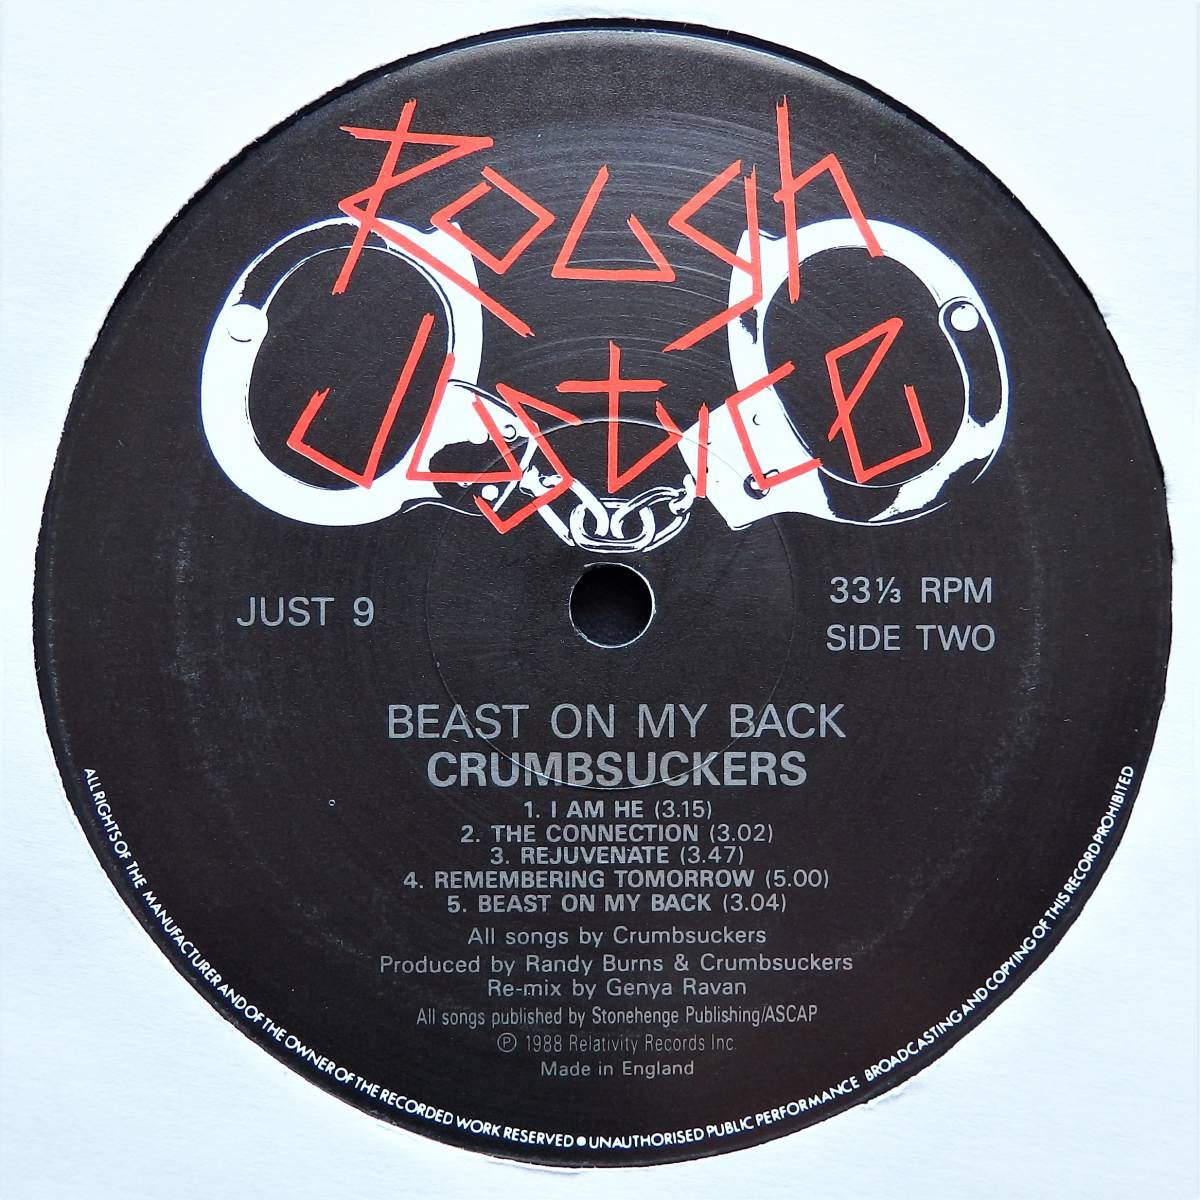 Rough
Justice
JUST 9
33⅓ RPM
SIDE TWO
BEAST ON MY BACK
CRUMBSUCKERS
1. I AM HE (3.15)
2. THE CONNECTION (3.02)
3. REJUVENATE (3.47)
4. REMEMBERING TOMORROW (5.00)
5. BEAST ON MY BACK (3.04)
All songs by Crumbsuckers
Produced by Randy Burns & Crumbsuckers
Re-mix by Genya Ravan
All songs published by Stonehenge Publishing/ASCAP
℗ 1988 Relativity Records Inc.
Made in England
ALL RIGHTS OF THE MANUFACTURER AND OF THE OWNER OF THE RECORDED WORK RESERVED ● UNAUTHORISED PUBLIC PERFORMANCE BROADCASTING AND COPYING OF THIS RECORD PROHIBITED